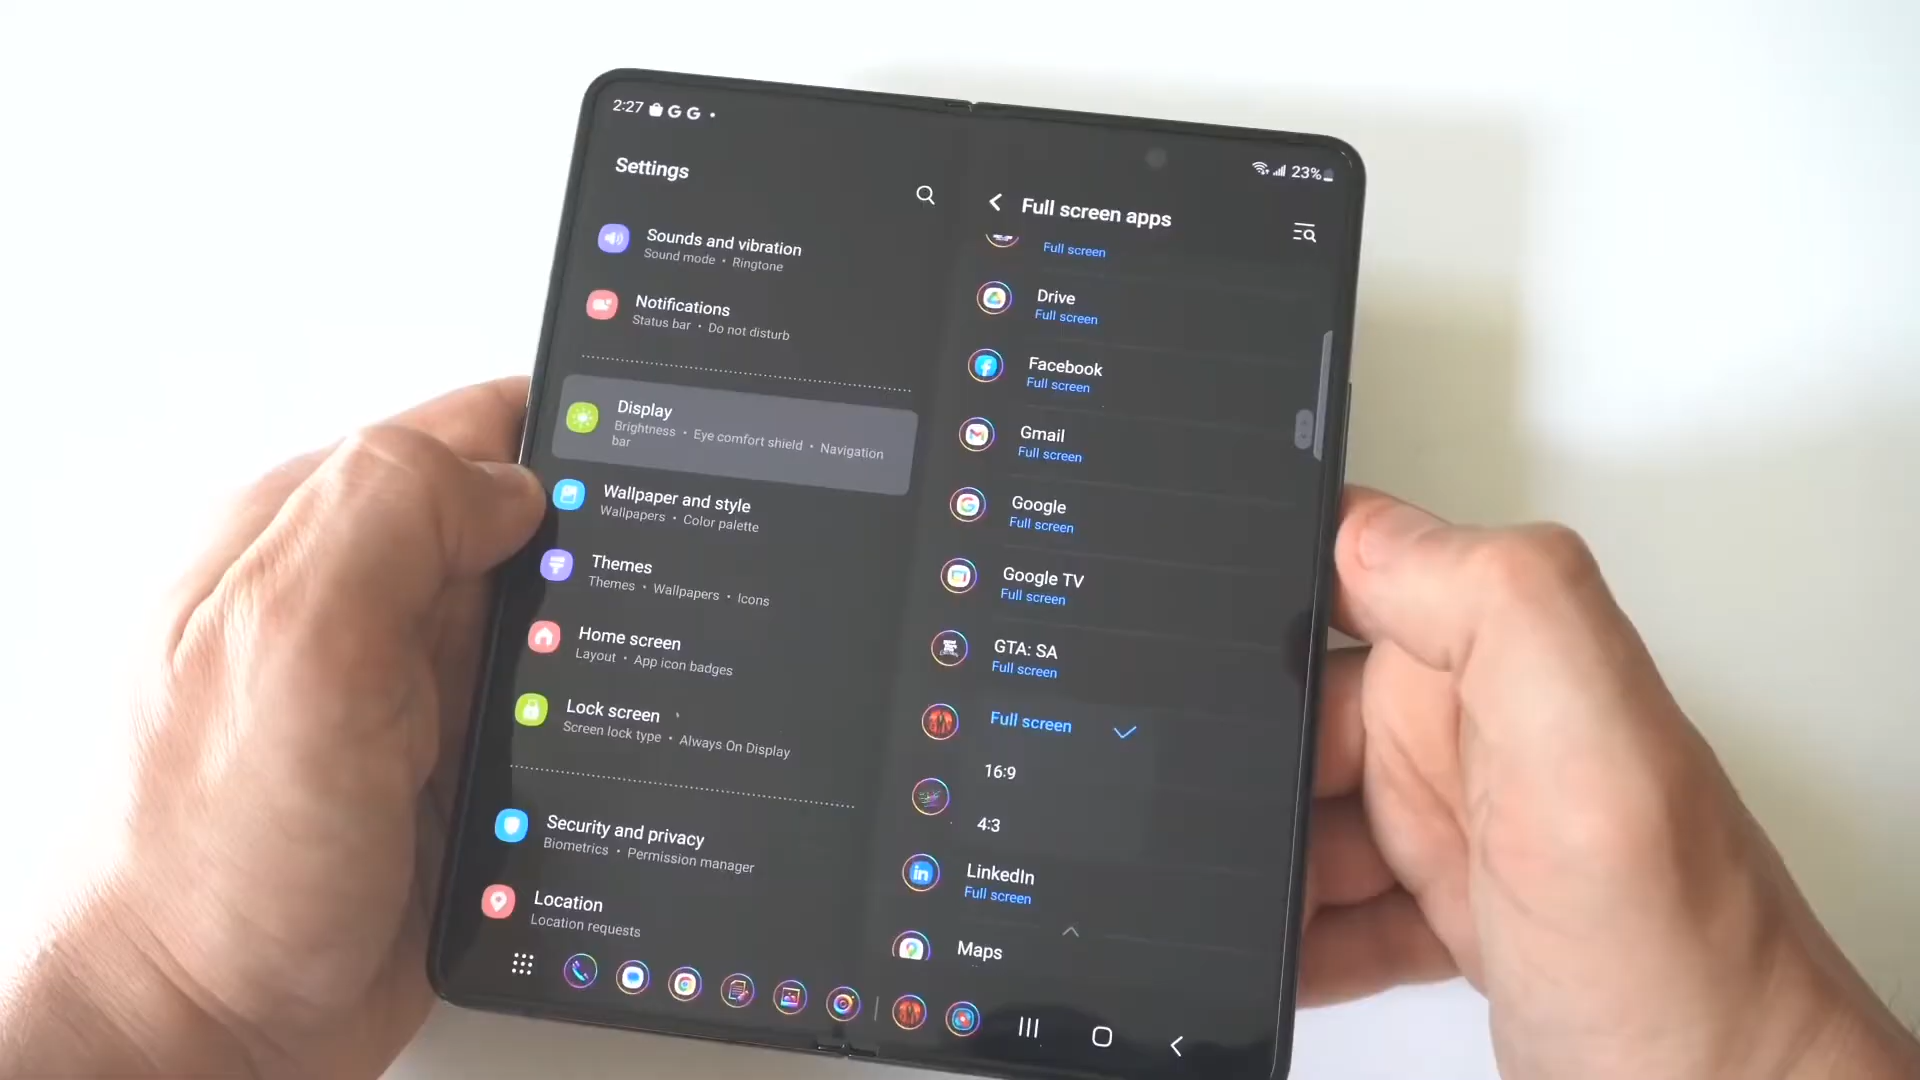 2:27
23%
Settings
Sounds and vibration
Sound mode • Ringtone
Notifications
Status bar • Do not disturb
Display
Brightness • Eye comfort shield • Navigation
bar
Wallpaper and style
Wallpapers • Color palette
Themes
Themes • Wallpapers • Icons
Home screen
Layout • App icon badges
Lock screen
Screen lock type • Always On Display
Security and privacy
Biometrics • Permission manager
Location
Location requests
Full screen apps
Full screen
Drive
Full screen
Facebook
Full screen
Gmail
Full screen
Google
Full screen
Google TV
Full screen
GTA: SA
Full screen
Full screen
16:9
4:3
LinkedIn
Full screen
Maps